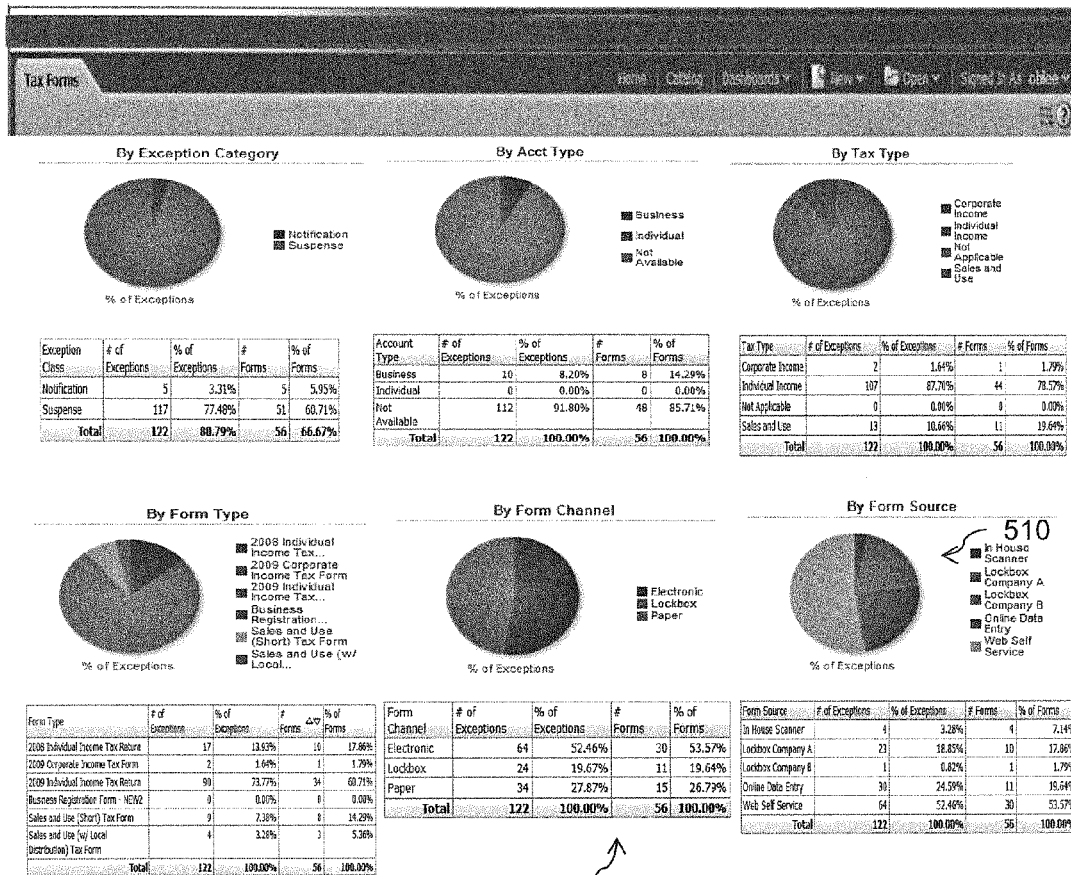 Tax Forms
Home Catalog Dashboards New Open Signed In As obiee
By Exception Category
Notification
Suspense
% of Exceptions
By Acct Type
Business
Individual
Not
Available
% of Exceptions
By Tax Type
Corporate
Income
Individual
Income
Not
Applicable
Sales and
Use
% of Exceptions
Exception Class # of Exceptions % of Exceptions # Forms % of Forms
Notification 5 3.31% 5 5.95%
Suspense 117 77.48% 51 60.71%
Total 122 80.79% 56 66.67%
Account Type # of Exceptions % of Exceptions # Forms % of Forms
Business 10 8.20% 8 14.29%
Individual 0 0.00% 0 0.00%
Not Available 112 91.80% 48 85.71%
Total 122 100.00% 56 100.00%
Tax Type # of Exceptions % of Exceptions # Forms % of Forms
Corporate Income 2 1.64% 1 1.79%
Individual Income 107 87.70% 44 78.57%
Not Applicable 0 0.00% 0 0.00%
Sales and Use 13 10.66% 11 19.64%
Total 122 100.00% 56 100.00%
By Form Type
2008 Individual
Income Tax...
2009 Corporate
Income Tax Form
2009 Individual
Income Tax...
Business
Registration...
Sales and Use
(Short) Tax Form
Sales and Use (w/
Local...
% of Exceptions
By Form Channel
Electronic
Lockbox
Paper
% of Exceptions
By Form Source
510
In House
Scanner
Lockbox
Company A
Lockbox
Company B
Online Data
Entry
Web Self
Service
% of Exceptions
Form Type # of Exceptions % of Exceptions # Forms % of Forms
2008 Individual Income Tax Return 17 13.93% 10 17.86%
2009 Corporate Income Tax Form 2 1.64% 1 1.79%
2009 Individual Income Tax Return 90 73.77% 34 60.71%
Business Registration Form - NEW2 0 0.00% 0 0.00%
Sales and Use (Short) Tax Form 9 7.38% 8 14.29%
Sales and Use (w/ Local Distribution) Tax Form 4 3.28% 3 5.36%
Total 122 100.00% 56 100.00%
Form Channel # of Exceptions % of Exceptions # Forms % of Forms
Electronic 64 52.46% 30 53.57%
Lockbox 24 19.67% 11 19.64%
Paper 34 27.87% 15 26.79%
Total 122 100.00% 56 100.00%
Form Source # of Exceptions % of Exceptions # Forms % of Forms
In House Scanner 4 3.28% 4 7.14%
Lockbox Company A 23 18.85% 10 17.86%
Lockbox Company B 1 0.82% 1 1.79%
Online Data Entry 30 24.59% 11 19.64%
Web Self Service 64 52.46% 30 53.57%
Total 122 100.00% 56 100.00%